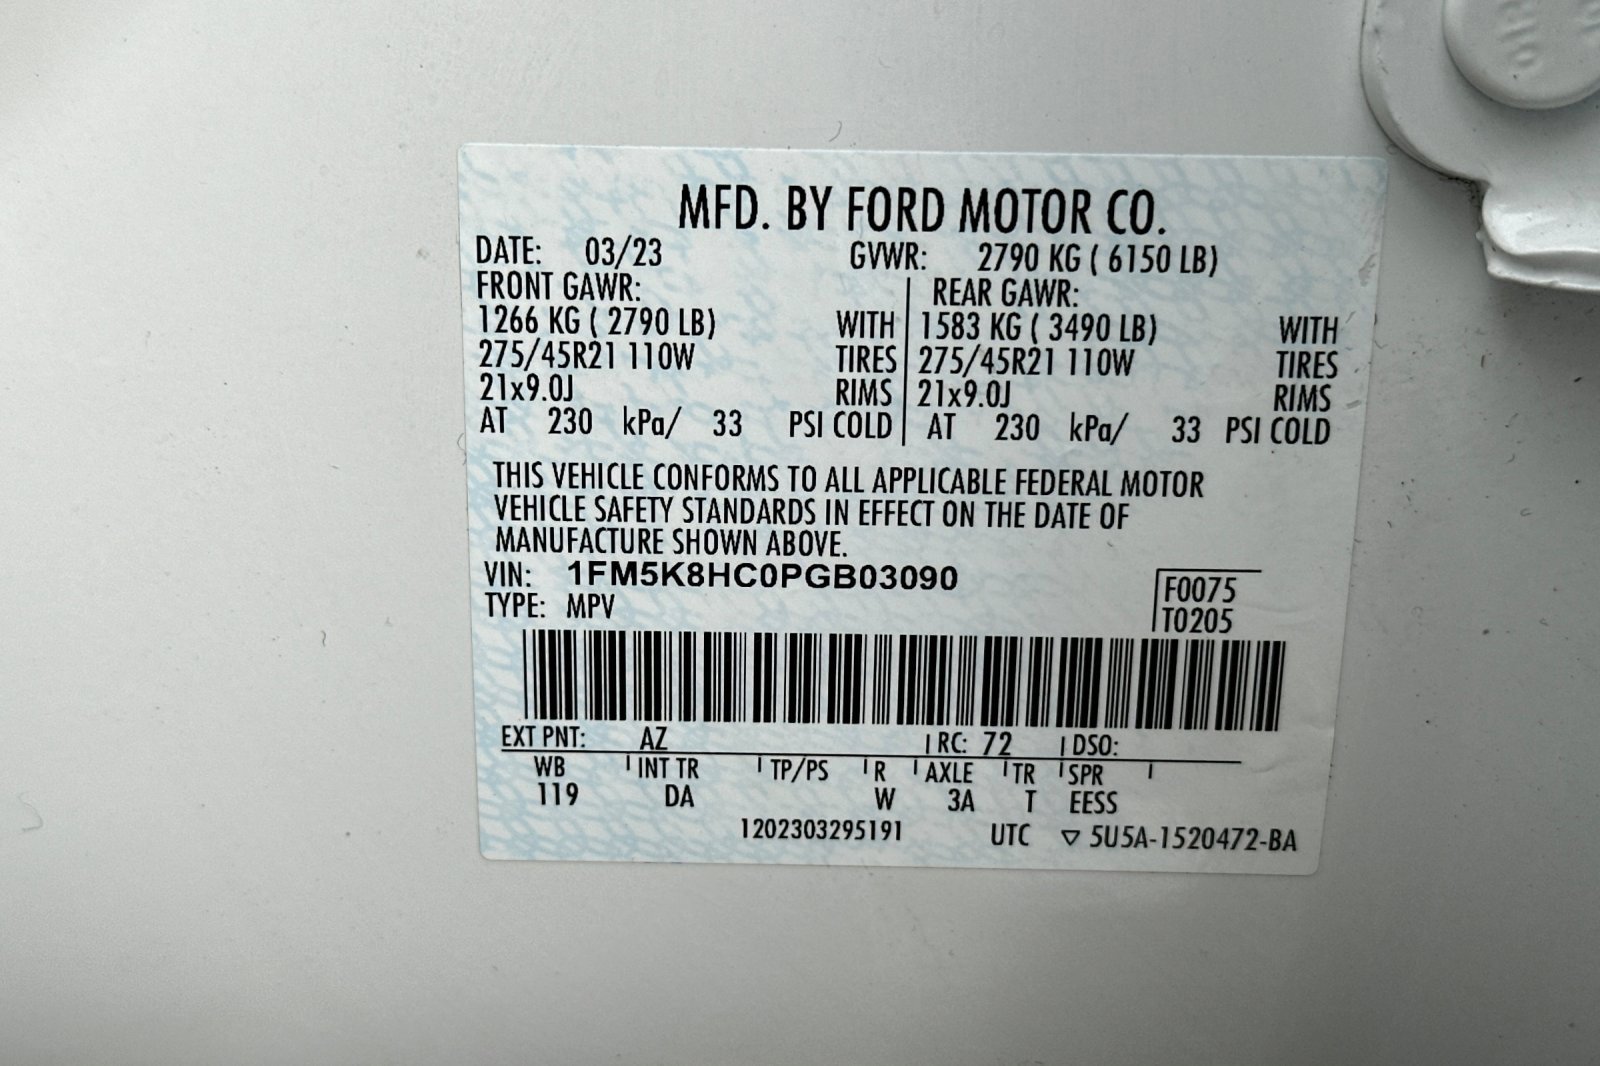 MFD. BY FORD MOTOR CO.
DATE: 03/23 GVWR: 2790 KG ( 6150 LB)
FRONT GAWR: REAR GAWR:
1266 KG ( 2790 LB) WITH 1583 KG ( 3490 LB) WITH
275/45R21 110W TIRES 275/45R21 110W TIRES
21x9.0J RIMS 21x9.0J RIMS
AT 230 kPa/ 33 PSI COLD AT 230 kPa/ 33 PSI COLD
THIS VEHICLE CONFORMS TO ALL APPLICABLE FEDERAL MOTOR
VEHICLE SAFETY STANDARDS IN EFFECT ON THE DATE OF
MANUFACTURE SHOWN ABOVE.
VIN: 1FM5K8HC0PGB03090
TYPE: MPV
F0075
T0205
EXT PNT: AZ RC: 72 DSO:
WB INT TR TP/PS R AXLE TR SPR
119 DA W 3A T EESS
1202303295191 UTC ▽ 5U5A-1520472-BA